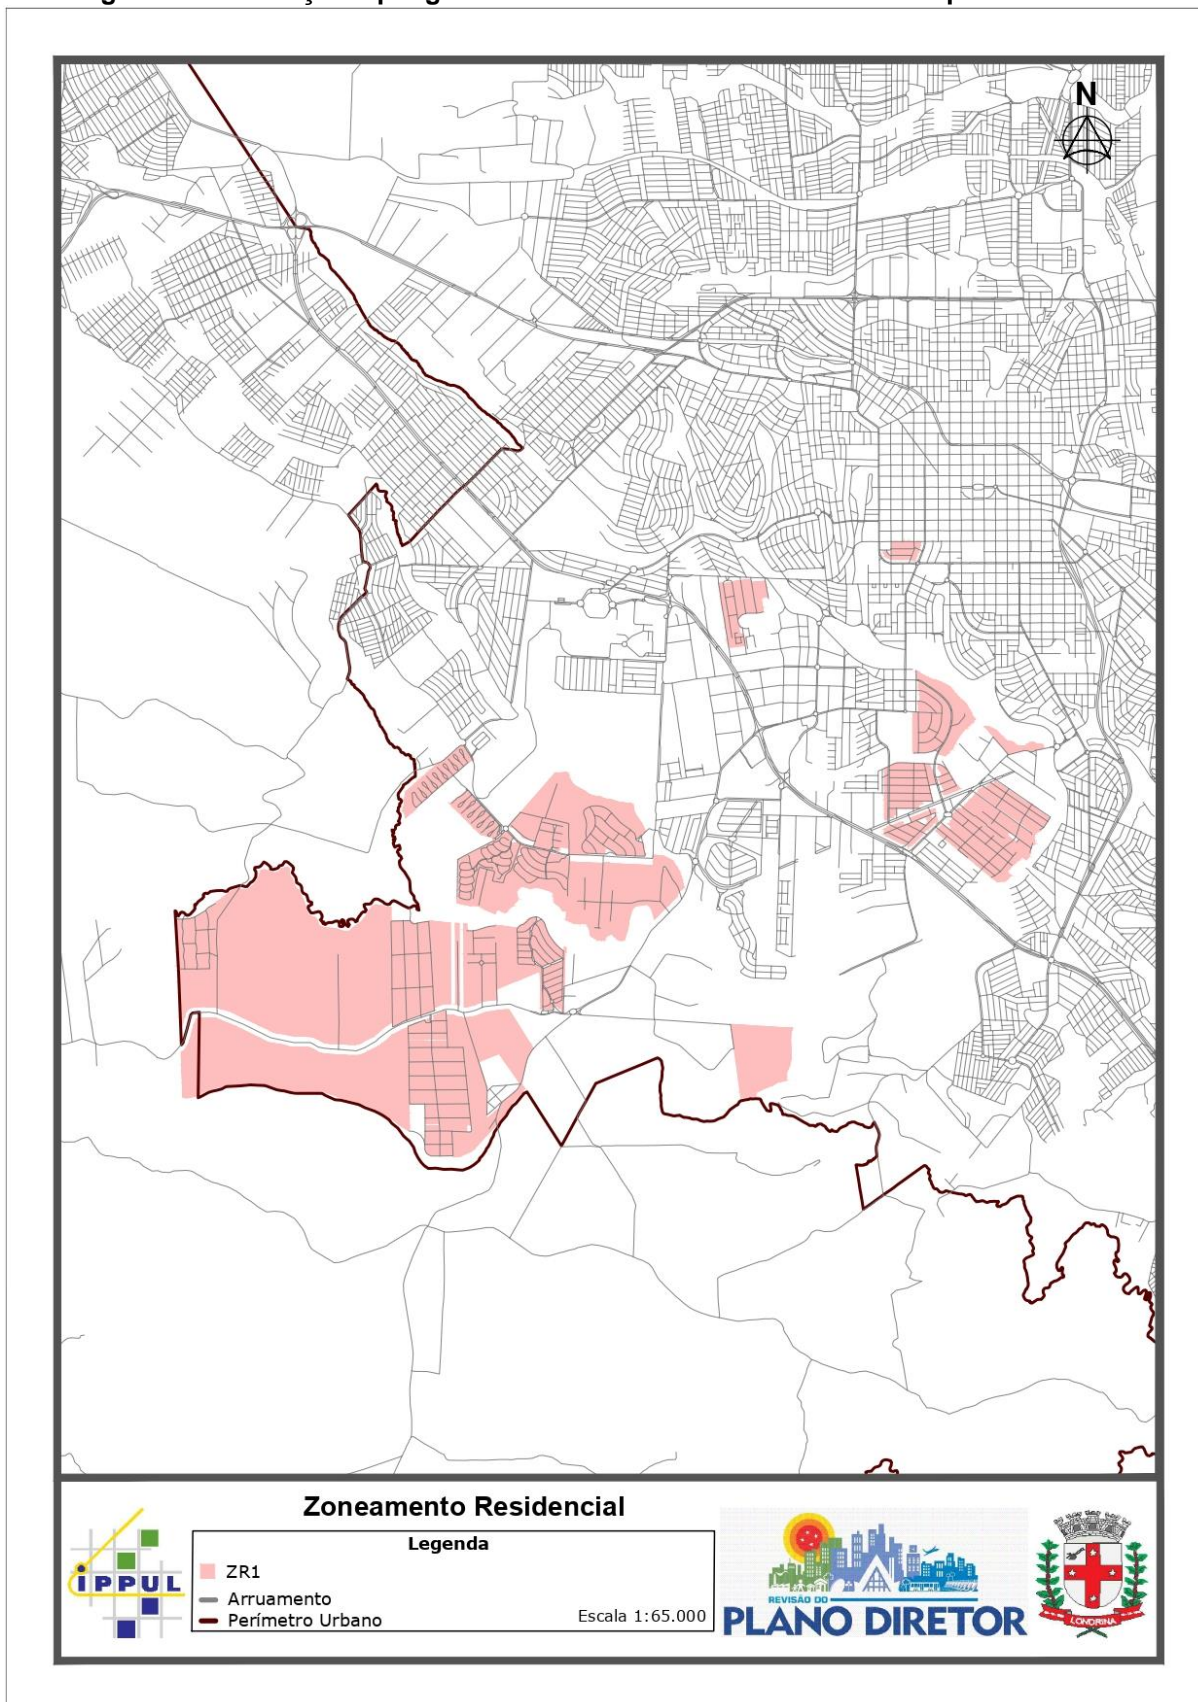 N
Zoneamento Residencial
Legenda
ZR1
Arruamento
Perímetro Urbano
Escala 1:65.000
IPPUL
REVISÃO DO
PLANO DIRETOR
LONDRINA